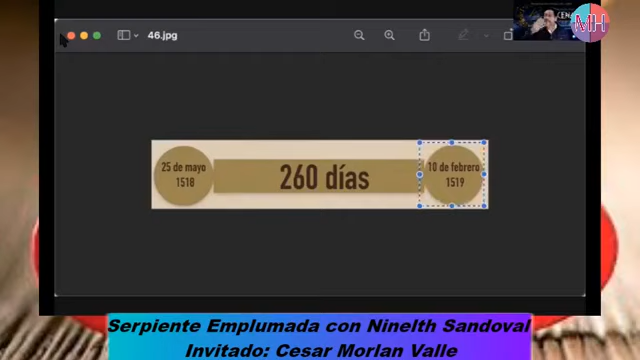 46.jpg
MH
25 de mayo
1518
260 días
10 de febrero
1519
Serpiente Emplumada con Ninelth Sandoval
Invitado: Cesar Morlan Valle